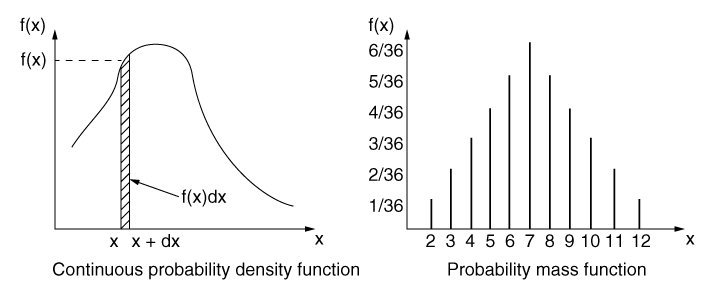 f(x)
f(x)
f(x)dx
x x + dx x
Continuous probability density function
f(x)
6/36
5/36
4/36
3/36
2/36
1/36
2 3 4 5 6 7 8 9 10 11 12 x
Probability mass function